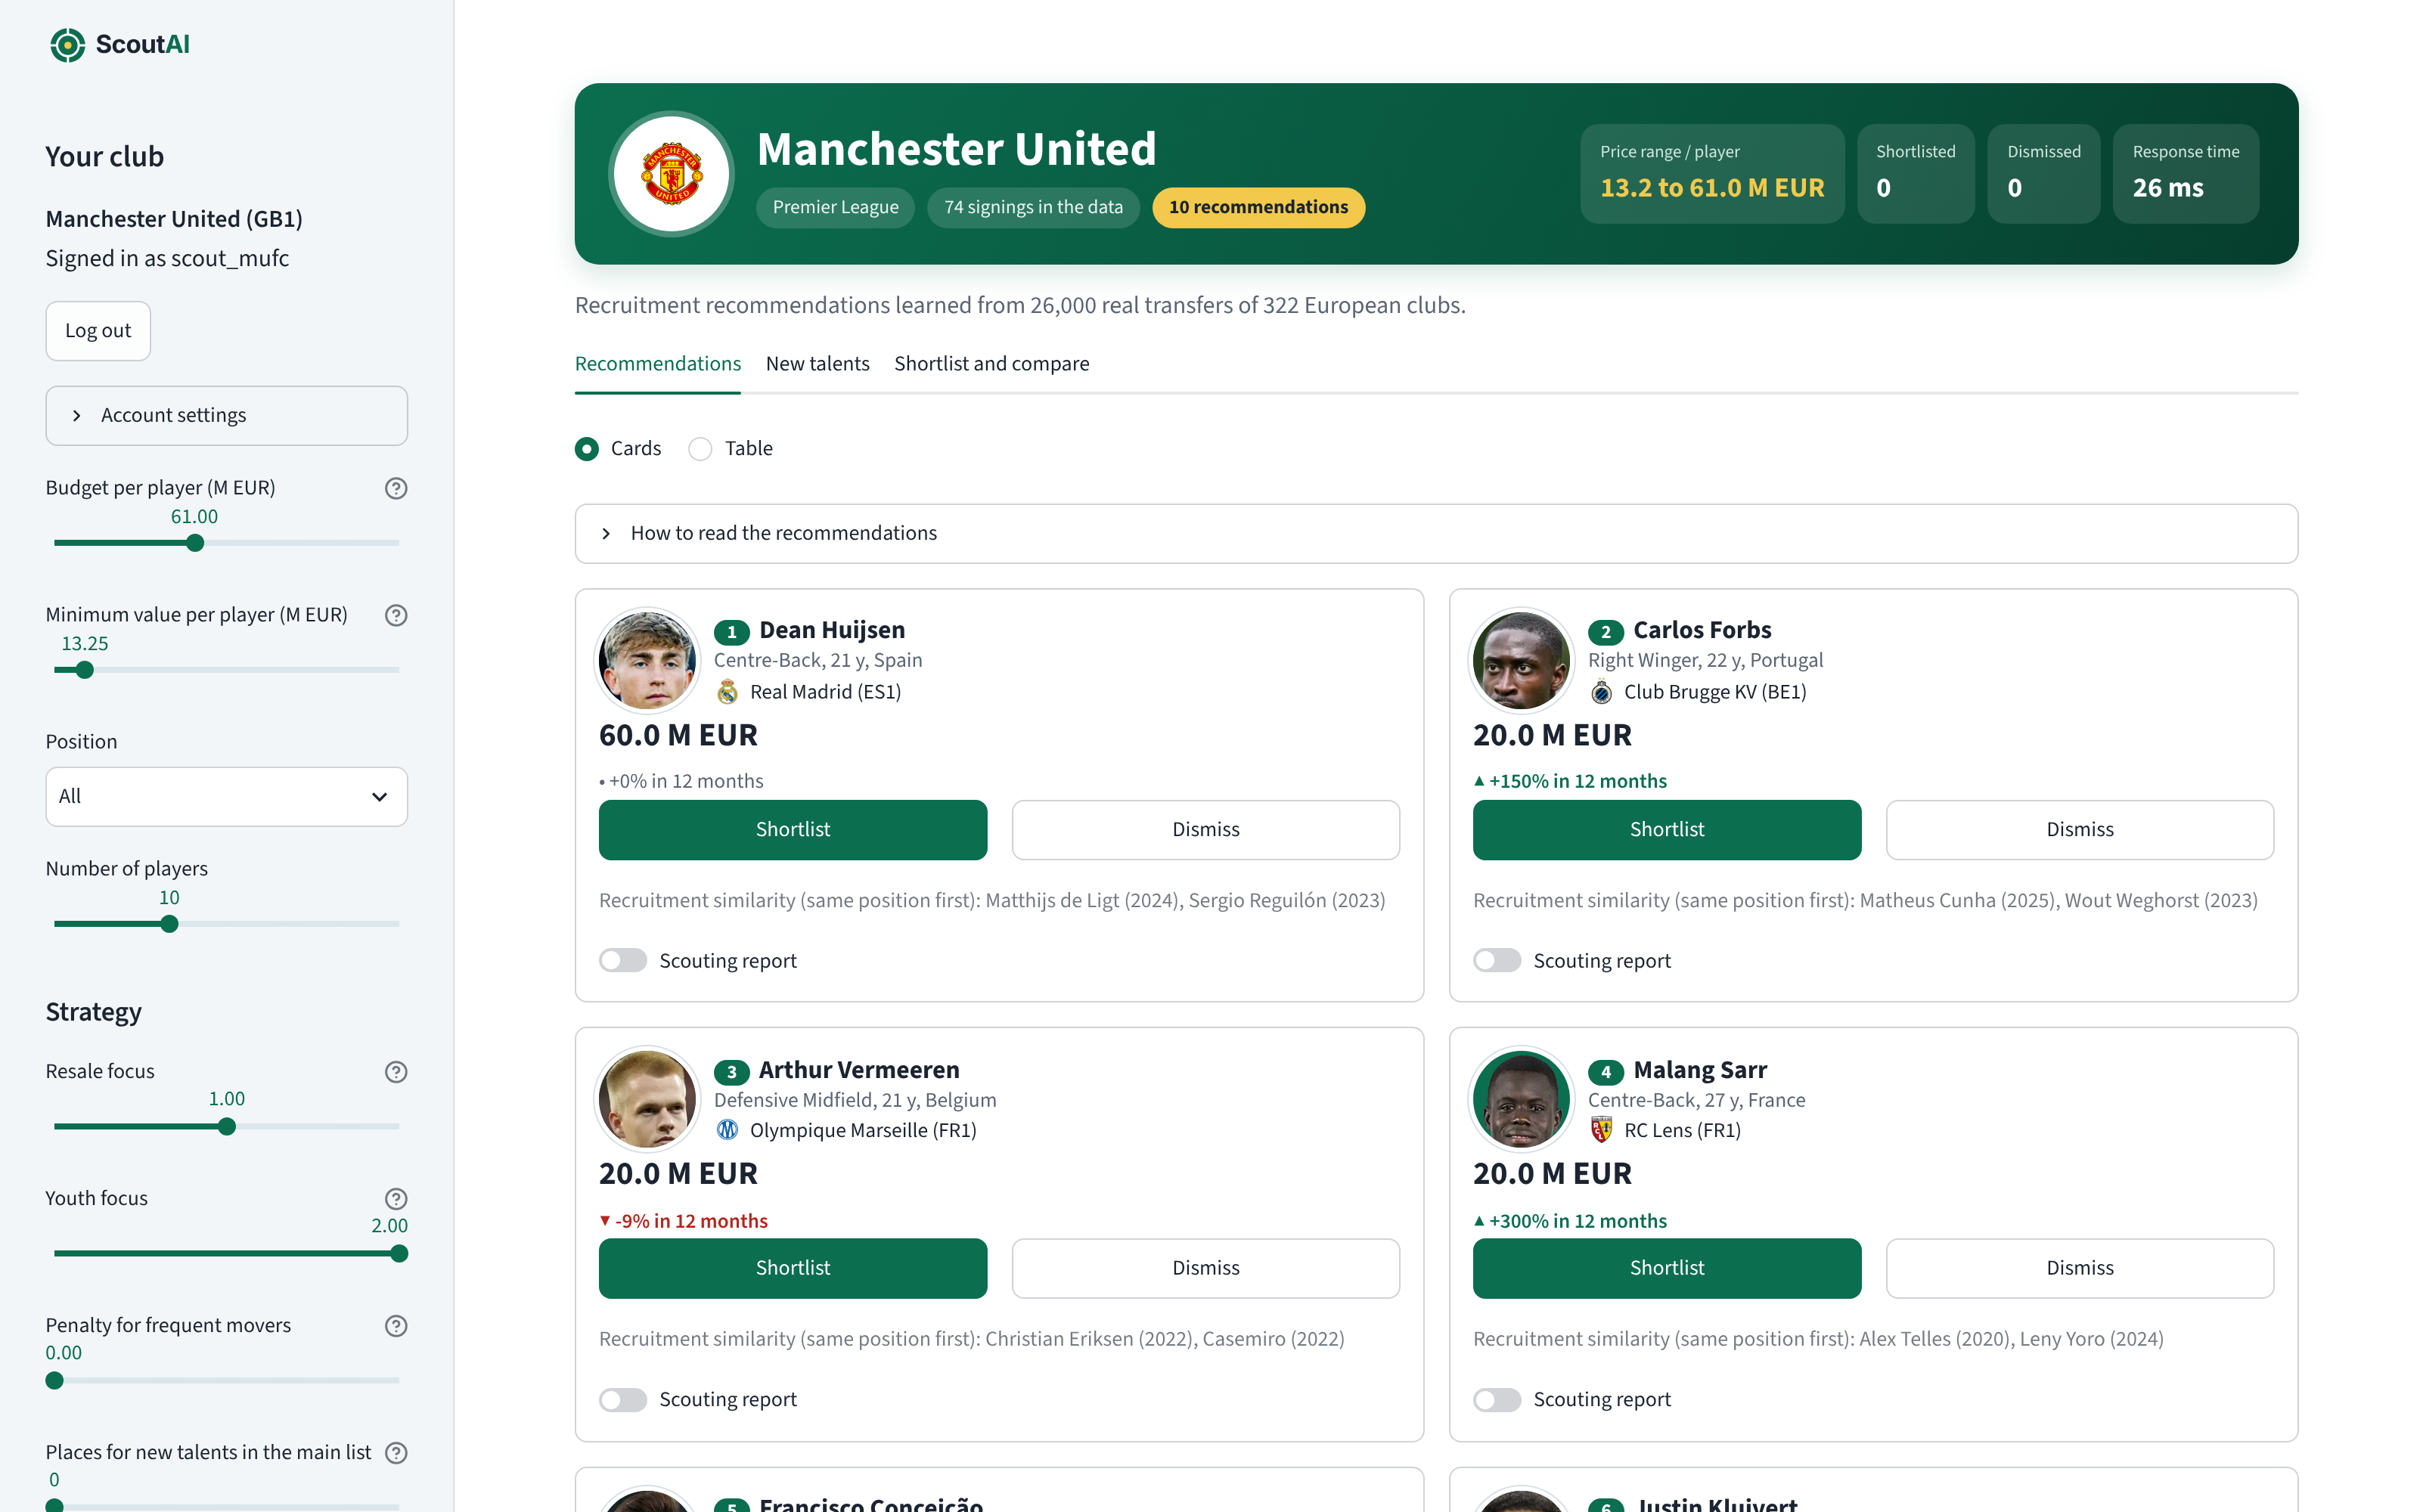 ScoutAI
Your club
Manchester United (GB1)
Signed in as scout_mufc
Log out
Account settings
Budget per player (M EUR)
61.00
Minimum value per player (M EUR)
13.25
Position
All
Number of players
10
Strategy
Resale focus
1.00
Youth focus
2.00
Penalty for frequent movers
0.00
Places for new talents in the main list
0
MANCHESTER
UNITED
Manchester United
Premier League
74 signings in the data
10 recommendations
Price range / player
13.2 to 61.0 M EUR
Shortlisted
0
Dismissed
0
Response time
26 ms
Recruitment recommendations learned from 26,000 real transfers of 322 European clubs.
Recommendations New talents Shortlist and compare
Cards Table
How to read the recommendations
1 Dean Huijsen
Centre-Back, 21 y, Spain
Real Madrid (ES1)
60.0 M EUR
• +0% in 12 months
Shortlist Dismiss
Recruitment similarity (same position first): Matthijs de Ligt (2024), Sergio Reguilón (2023)
Scouting report
2 Carlos Forbs
Right Winger, 22 y, Portugal
Club Brugge KV (BE1)
20.0 M EUR
▲ +150% in 12 months
Shortlist Dismiss
Recruitment similarity (same position first): Matheus Cunha (2025), Wout Weghorst (2023)
Scouting report
3 Arthur Vermeeren
Defensive Midfield, 21 y, Belgium
Olympique Marseille (FR1)
20.0 M EUR
▼ -9% in 12 months
Shortlist Dismiss
Recruitment similarity (same position first): Christian Eriksen (2022), Casemiro (2022)
Scouting report
4 Malang Sarr
Centre-Back, 27 y, France
RC Lens (FR1)
20.0 M EUR
▲ +300% in 12 months
Shortlist Dismiss
Recruitment similarity (same position first): Alex Telles (2020), Leny Yoro (2024)
Scouting report
5 Francisco Conceição
6 Justin Kluivert